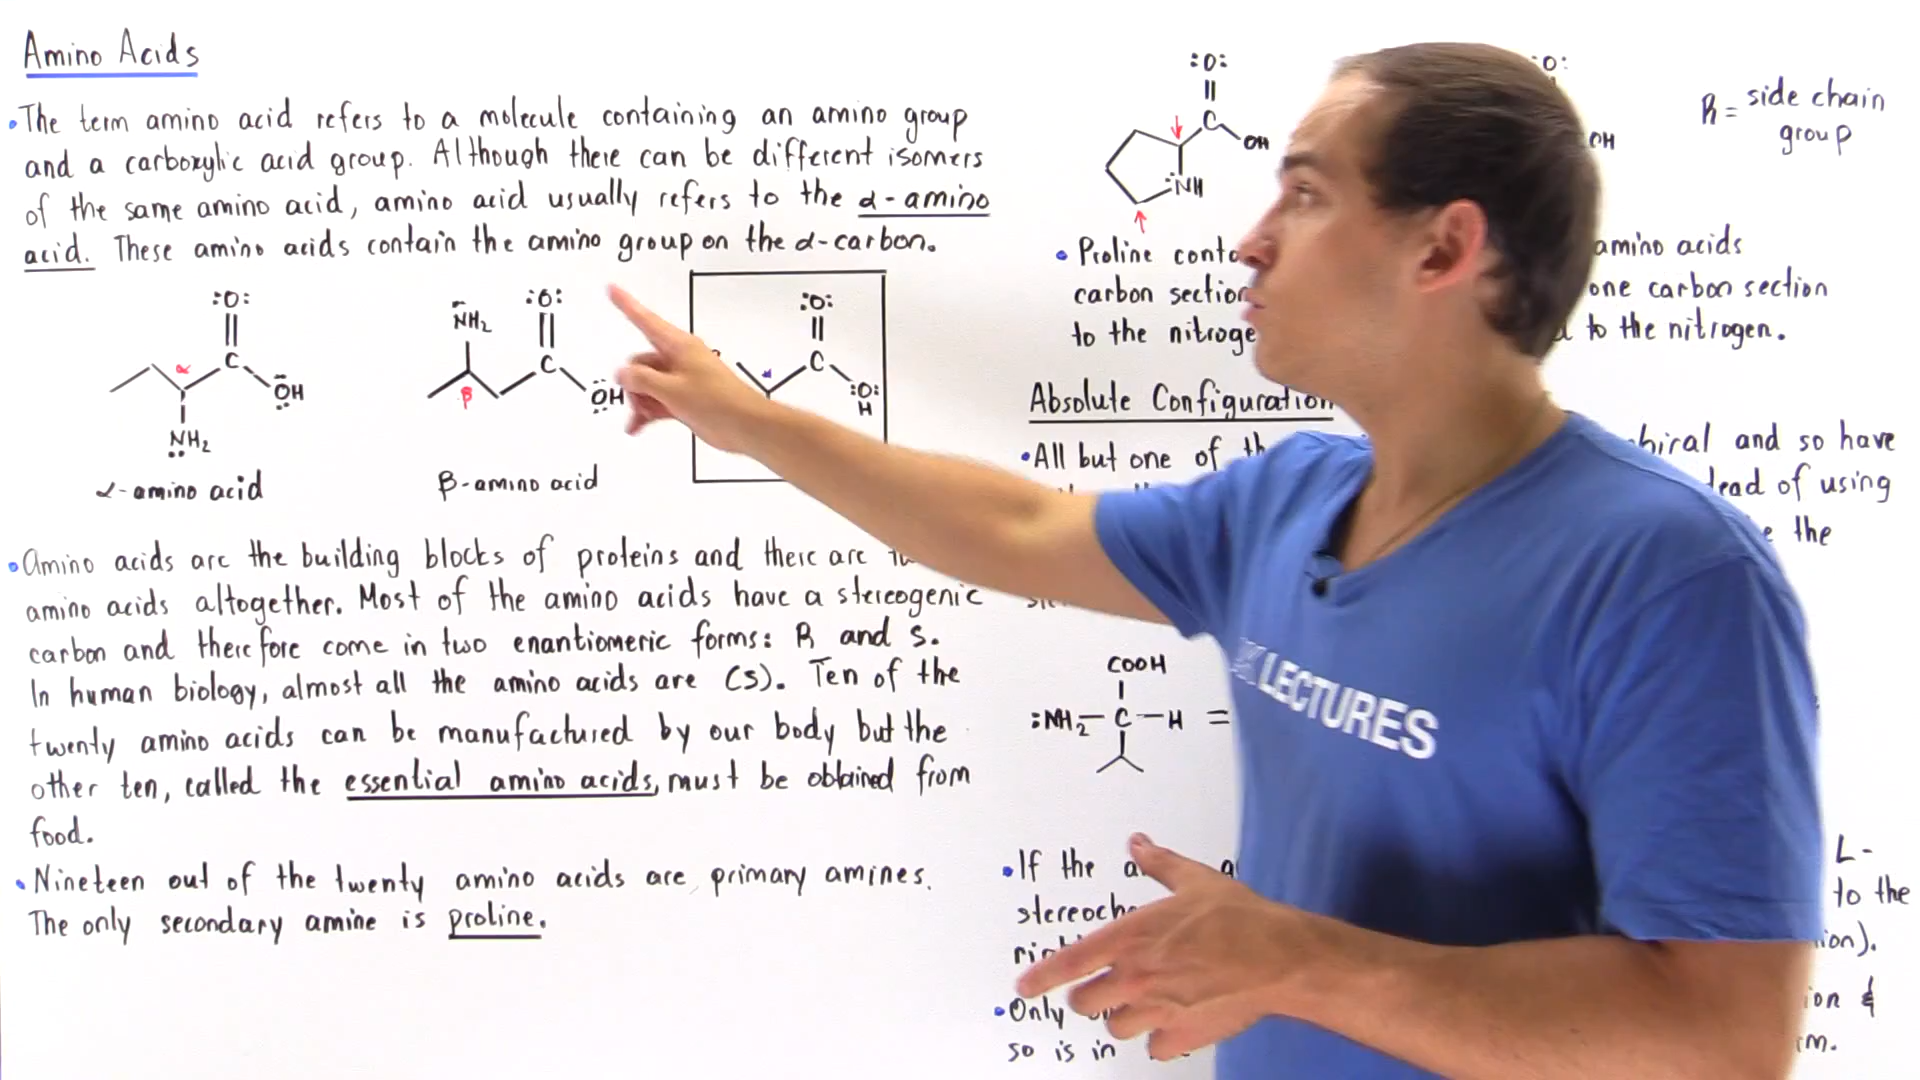 Amino Acids
• The term amino acid refers to a molecule containing an amino group
and a carboxylic acid group. Although there can be different isomers
of the same amino acid, amino acid usually refers to the α-amino
acid. These amino acids contain the amino group on the α-carbon.
:O:
C
α
ŌH
NH₂
α-amino acid
NH₂
:O:
C
β
OH
β-amino acid
:O:
C
:O:
H
• Amino acids are the building blocks of proteins and there are
amino acids altogether. Most of the amino acids have a stereogenic
carbon and therefore come in two enantiomeric forms: R and S.
In human biology, almost all the amino acids are (S). Ten of the
twenty amino acids can be manufactured by our body but the
other ten, called the essential amino acids, must be obtained from
food.
• Nineteen out of the twenty amino acids are primary amines.
The only secondary amine is proline.
:O:
C
OH
:NH
:O:
OH
R = side chain
group
• Proline
carbon section
to the
amino acids
one carbon section
to the nitrogen.
Absolute Configuration
• All but one of
and so have
of using
the
COOH
:NH₂— C —H =
• If the
L-
to the
• Only
&
so is in
LECTURES